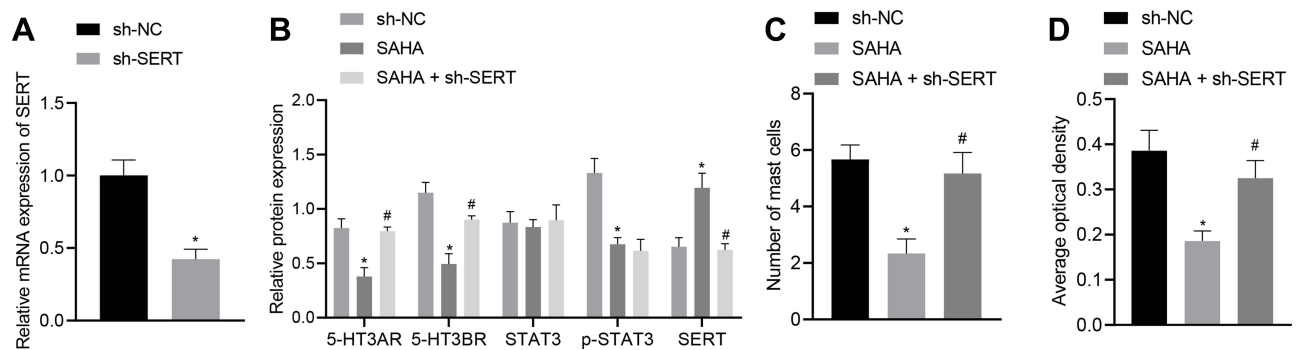 A
sh-NC
sh-SERT
Relative mRNA expression of SERT
1.5
1.0
0.5
0.0
*
B
sh-NC
SAHA
SAHA + sh-SERT
Relative protein expression
2.0
1.5
1.0
0.5
0.0
* #
* #
*
* #
5-HT3AR 5-HT3BR STAT3 p-STAT3 SERT
C
sh-NC
SAHA
SAHA + sh-SERT
Number of mast cells
8
6
4
2
0
* #
D
sh-NC
SAHA
SAHA + sh-SERT
Average optical density
0.5
0.4
0.3
0.2
0.1
0.0
* #